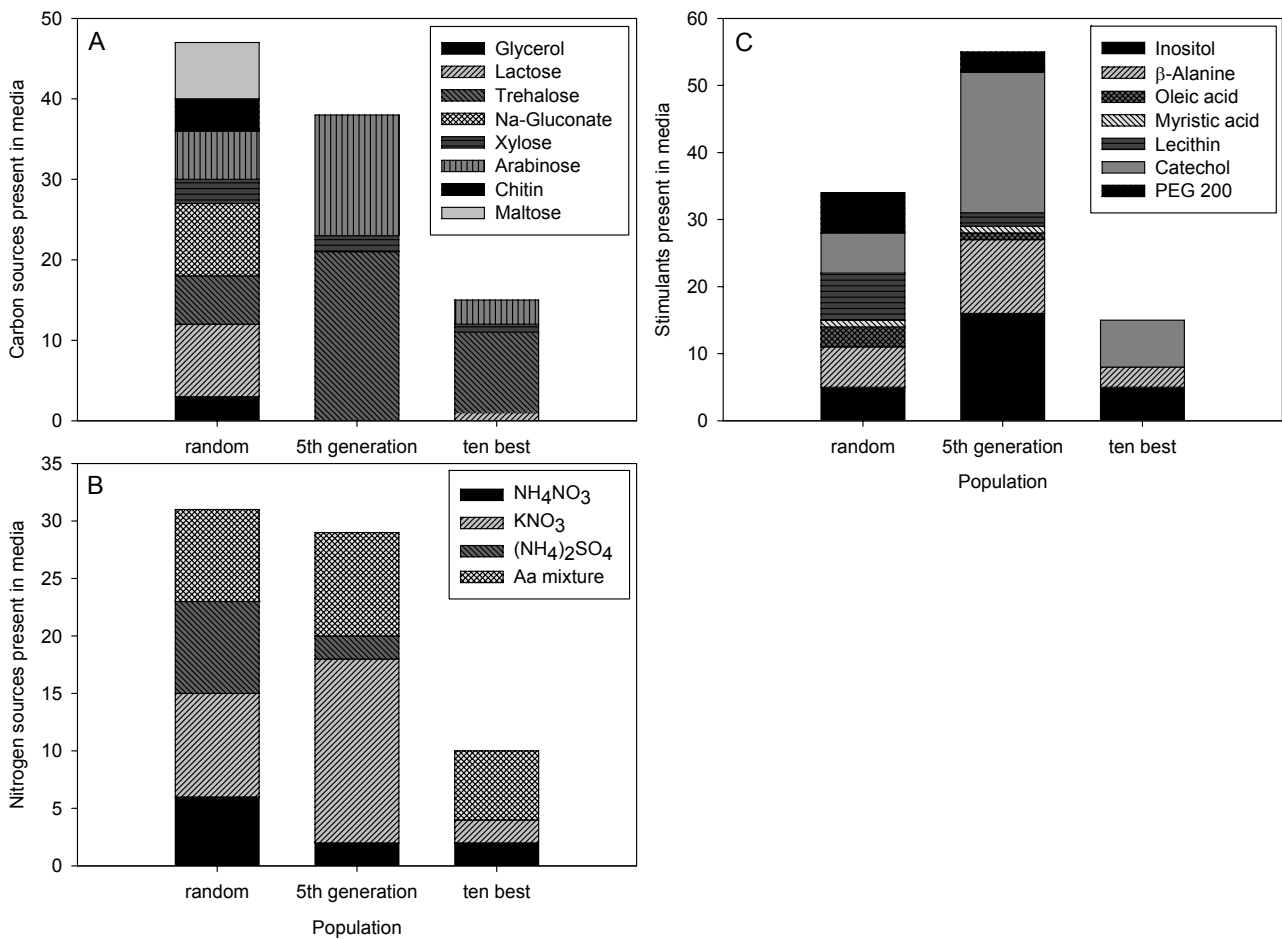 A
Carbon sources present in media
50
40
30
20
10
0
Glycerol
Lactose
Trehalose
Na-Gluconate
Xylose
Arabinose
Chitin
Maltose
random 5th generation ten best
B
Nitrogen sources present in media
35
30
25
20
15
10
5
0
NH₄NO₃
KNO₃
(NH₄)₂SO₄
Aa mixture
random 5th generation ten best
Population
C
Stimulants present in media
60
50
40
30
20
10
0
Inositol
β-Alanine
Oleic acid
Myristic acid
Lecithin
Catechol
PEG 200
random 5th generation ten best
Population